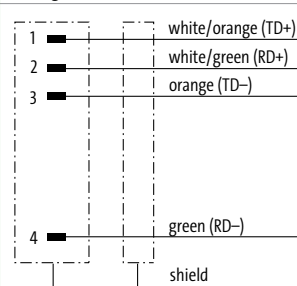 1 white/orange (TD+)
2 white/green (RD+)
3 orange (TD–)
4 green (RD–)
shield